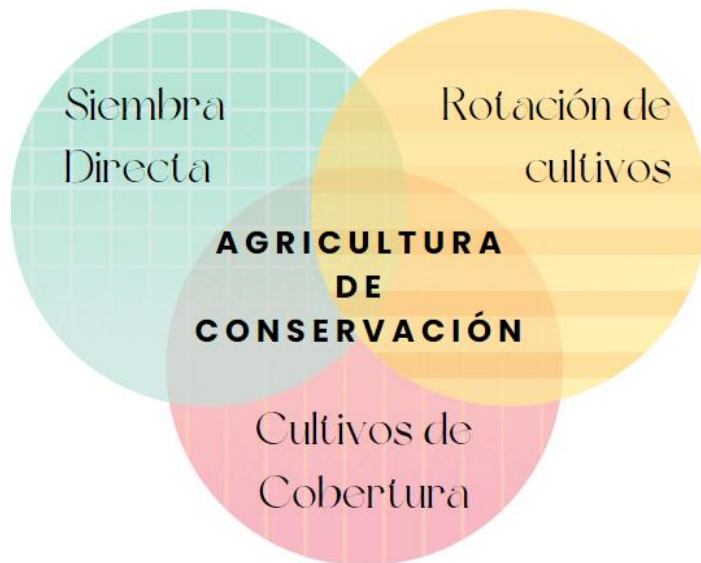 Siembra
Directa
Rotación de
cultivos
AGRICULTURA
DE
CONSERVACIÓN
Cultivos de
Cobertura